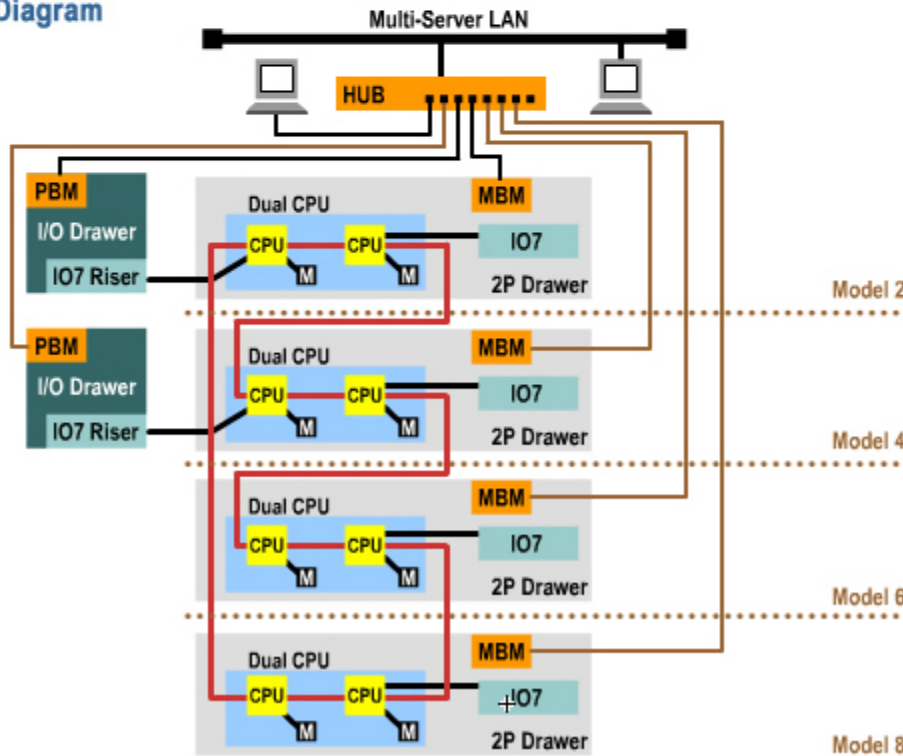 Diagram
Multi-Server LAN
HUB
PBM
I/O Drawer
IO7 Riser
Dual CPU
CPU
CPU
M
M
MBM
IO7
2P Drawer
Model 2
PBM
I/O Drawer
IO7 Riser
Dual CPU
CPU
CPU
M
M
MBM
IO7
2P Drawer
Model 4
Dual CPU
CPU
CPU
M
M
MBM
IO7
2P Drawer
Model 6
Dual CPU
CPU
CPU
M
M
MBM
IO7
2P Drawer
Model 8